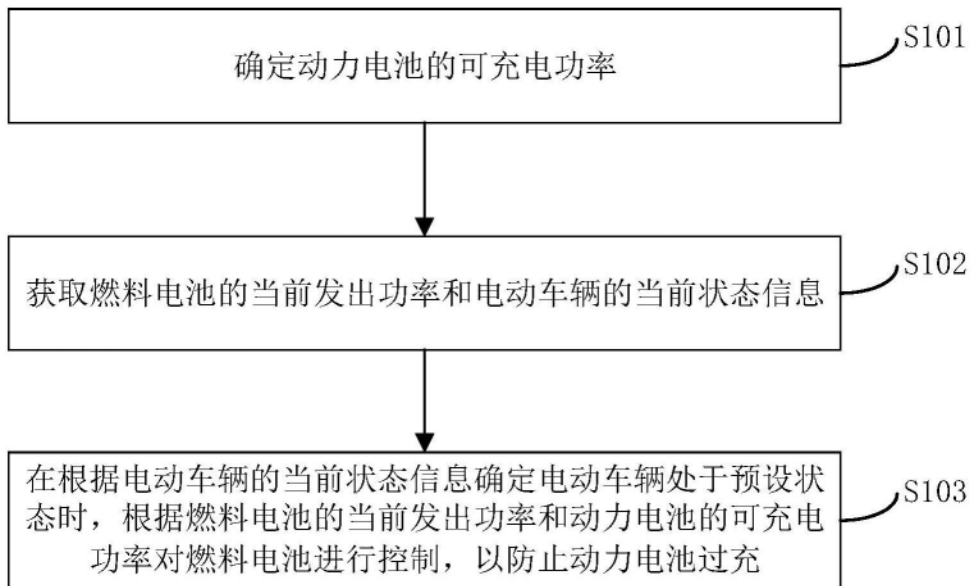 确定动力电池的可充电功率
S101
获取燃料电池的当前发出功率和电动车辆的当前状态信息
S102
在根据电动车辆的当前状态信息确定电动车辆处于预设状
态时，根据燃料电池的当前发出功率和动力电池的可充电
功率对燃料电池进行控制，以防止动力电池过充
S103